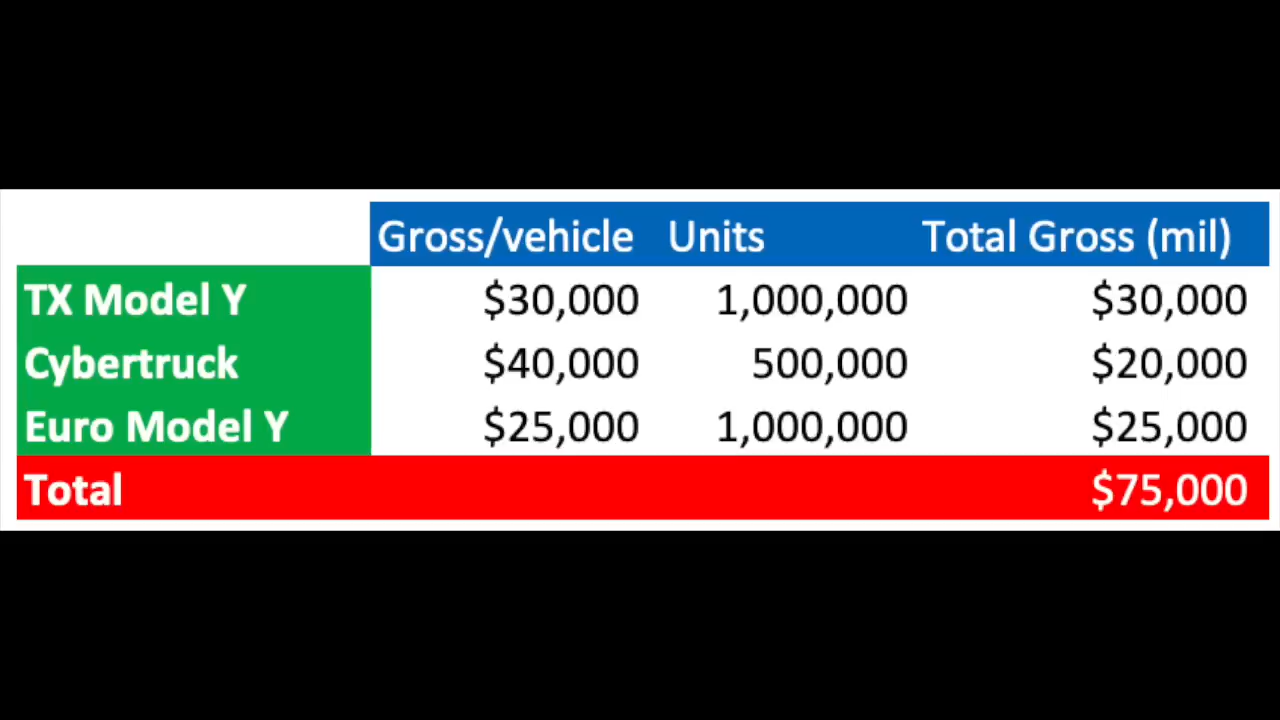 Gross/vehicle Units Total Gross (mil)
TX Model Y $30,000 1,000,000 $30,000
Cybertruck $40,000 500,000 $20,000
Euro Model Y $25,000 1,000,000 $25,000
Total $75,000